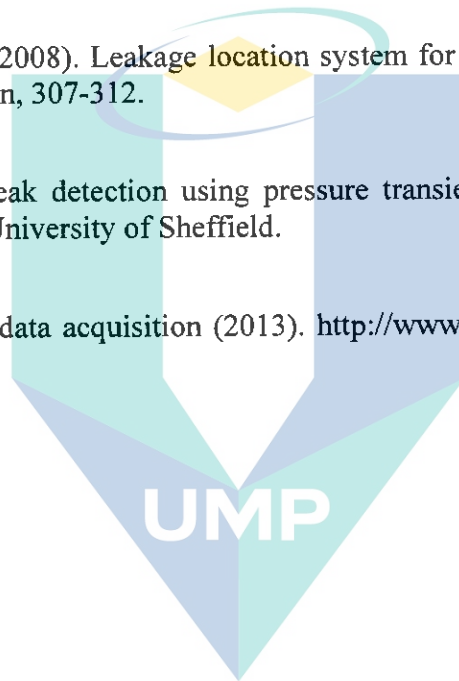 2008). Leakage location system for
n, 307-312.
eak detection using pressure transie
University of Sheffield.
data acquisition (2013). http://www
UMP